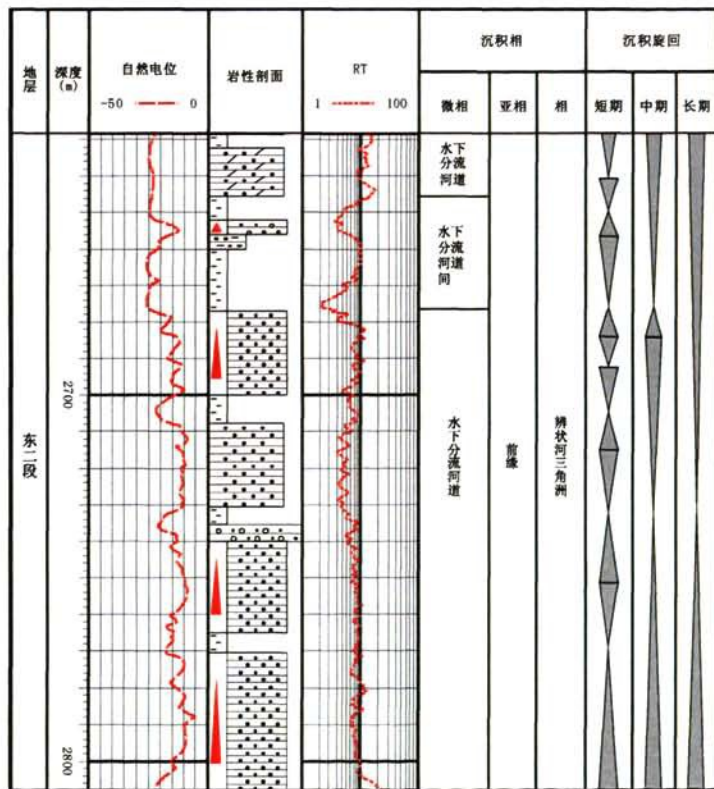 地层
深度
(m)
自然电位
-50 0
岩性剖面
RT
1 100
沉积相
微相
亚相
相
沉积旋回
短期
中期
长期
东二段
2700
2800
水下
分流
河道
水下
分流
河道
间
水下分流河道
前缘
辨状河三角洲